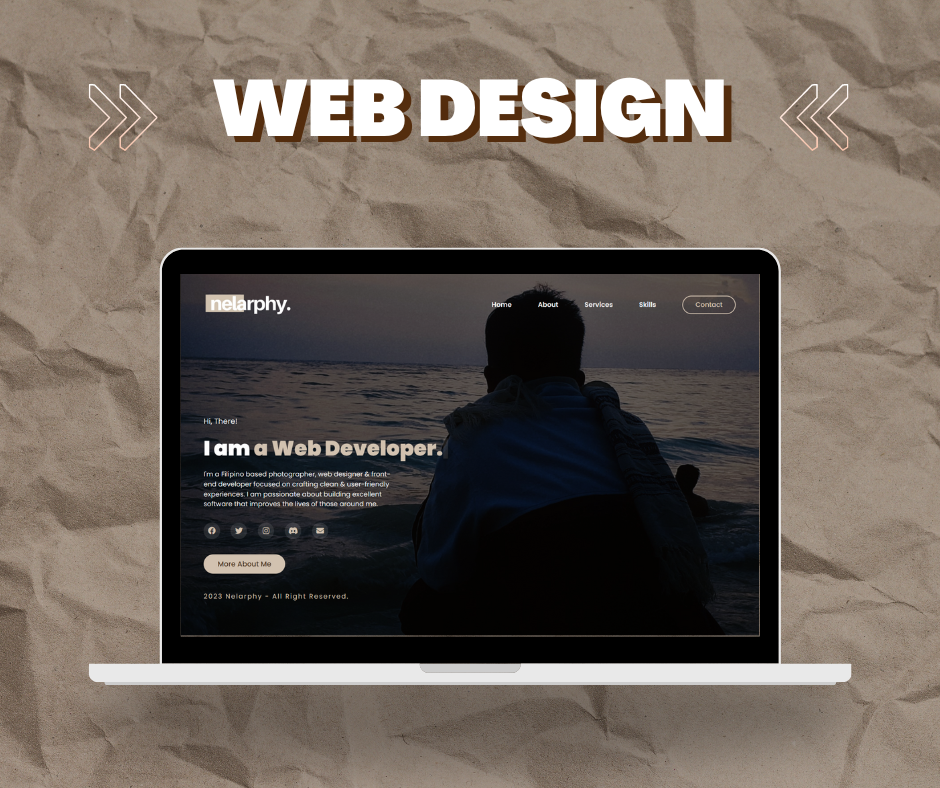 WEB DESIGN
nelarphy.
Home About Services Skills Contact
Hi, There!
I am a Web Developer.
I'm a Filipino based photographer, web designer & front-
end developer focused on crafting clean & user-friendly
experiences. I am passionate about building excellent
software that improves the lives of those around me.
More About Me
2023 Nelarphy - All Right Reserved.